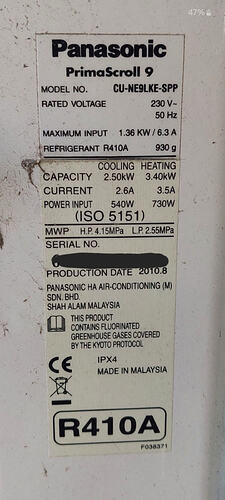 47%
Panasonic
PrimaScroll 9
MODEL NO. CU-NE9LKE-SPP
RATED VOLTAGE 230 V~
50 Hz
MAXIMUM INPUT 1.36 KW / 6.3 A
REFRIGERANT R410A 930 g
COOLING HEATING
CAPACITY 2.50kW 3.40kW
CURRENT 2.6A 3.5A
POWER INPUT 540W 730W
(ISO 5151)
MWP H.P. 4.15MPa L.P. 2.55MPa
SERIAL NO.
PRODUCTION DATE 2010.8
PANASONIC HA AIR-CONDITIONING (M)
SDN. BHD.
SHAH ALAM MALAYSIA
THIS PRODUCT
CONTAINS FLUORINATED
GREENHOUSE GASES COVERED
BY THE KYOTO PROTOCOL
CE IPX4
MADE IN MALAYSIA
R410A
F038371